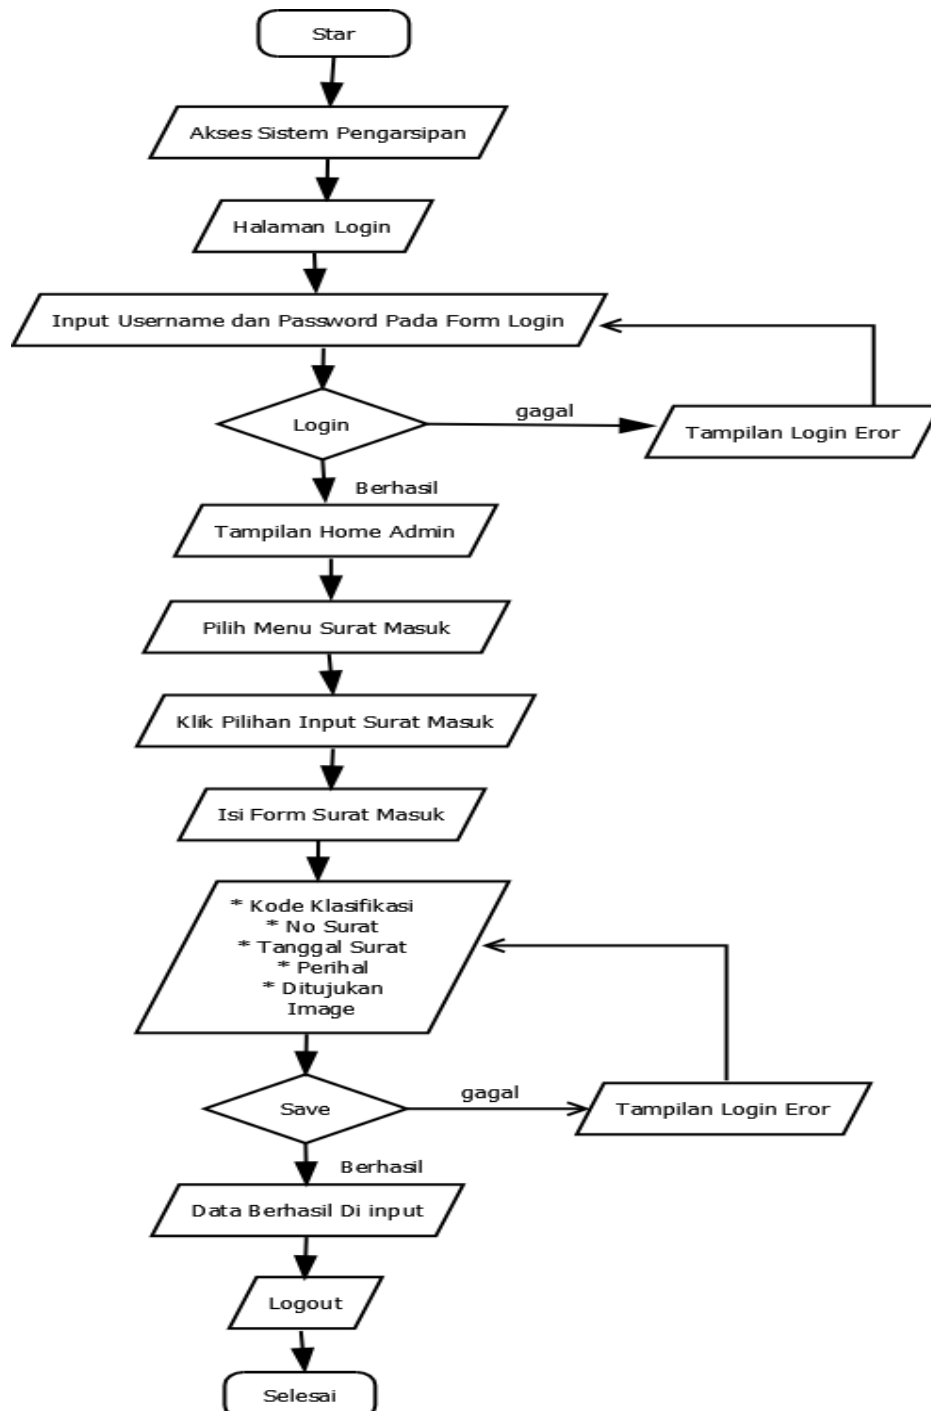 Star
Akses Sistem Pengarsipan
Halaman Login
Input Username dan Password Pada Form Login
Login
gagal
Tampilan Login Eror
Berhasil
Tampilan Home Admin
Pilih Menu Surat Masuk
Klik Pilihan Input Surat Masuk
Isi Form Surat Masuk
* Kode Klasifikasi
* No Surat
* Tanggal Surat
* Perihal
* Ditujukan
Image
Save
gagal
Tampilan Login Eror
Berhasil
Data Berhasil Di input
Logout
Selesai